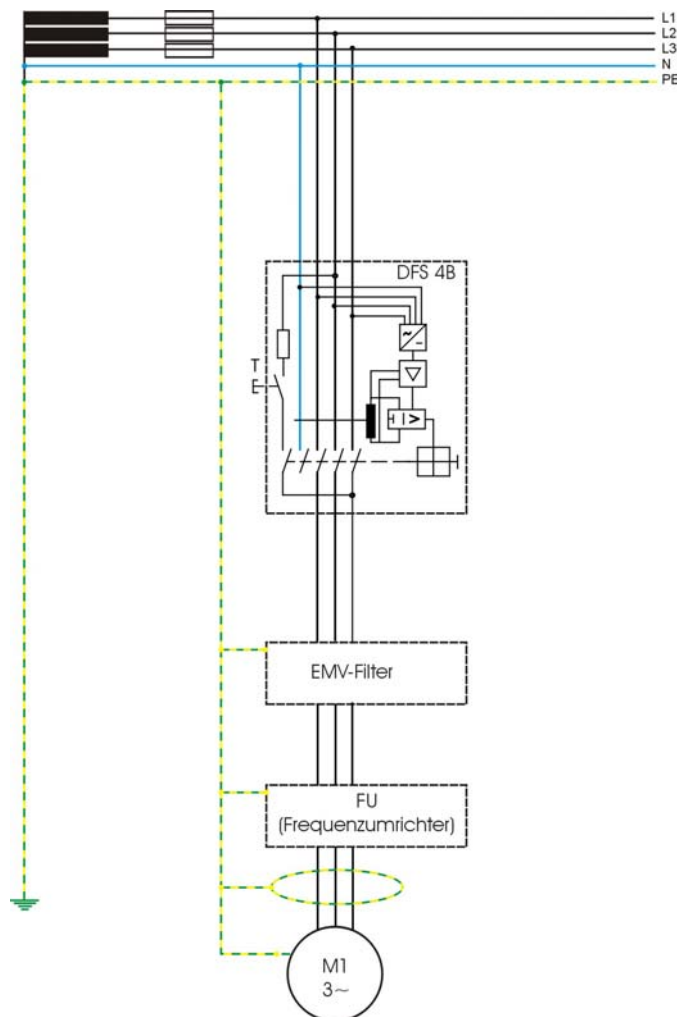 L1
L2
L3
N
PE
DFS 4B
T
E
EMV-Filter
FU
(Frequenzumrichter)
M1
3~